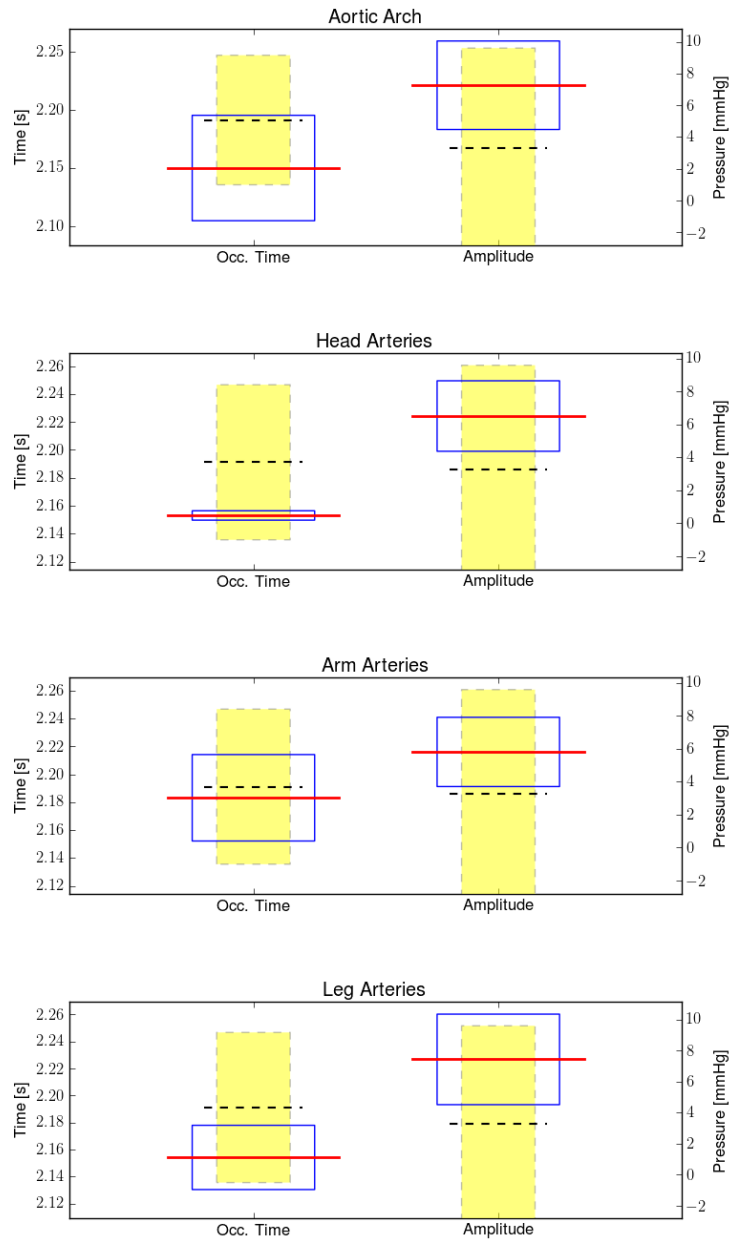 Aortic Arch
2.25
2.20
2.15
2.10
Time [s]
10
8
6
4
2
0
−2
Pressure [mmHg]
Occ. Time
Amplitude
Head Arteries
2.26
2.24
2.22
2.20
2.18
2.16
2.14
2.12
Time [s]
10
8
6
4
2
0
−2
Pressure [mmHg]
Occ. Time
Amplitude
Arm Arteries
2.26
2.24
2.22
2.20
2.18
2.16
2.14
2.12
Time [s]
10
8
6
4
2
0
−2
Pressure [mmHg]
Occ. Time
Amplitude
Leg Arteries
2.26
2.24
2.22
2.20
2.18
2.16
2.14
2.12
Time [s]
10
8
6
4
2
0
−2
Pressure [mmHg]
Occ. Time
Amplitude